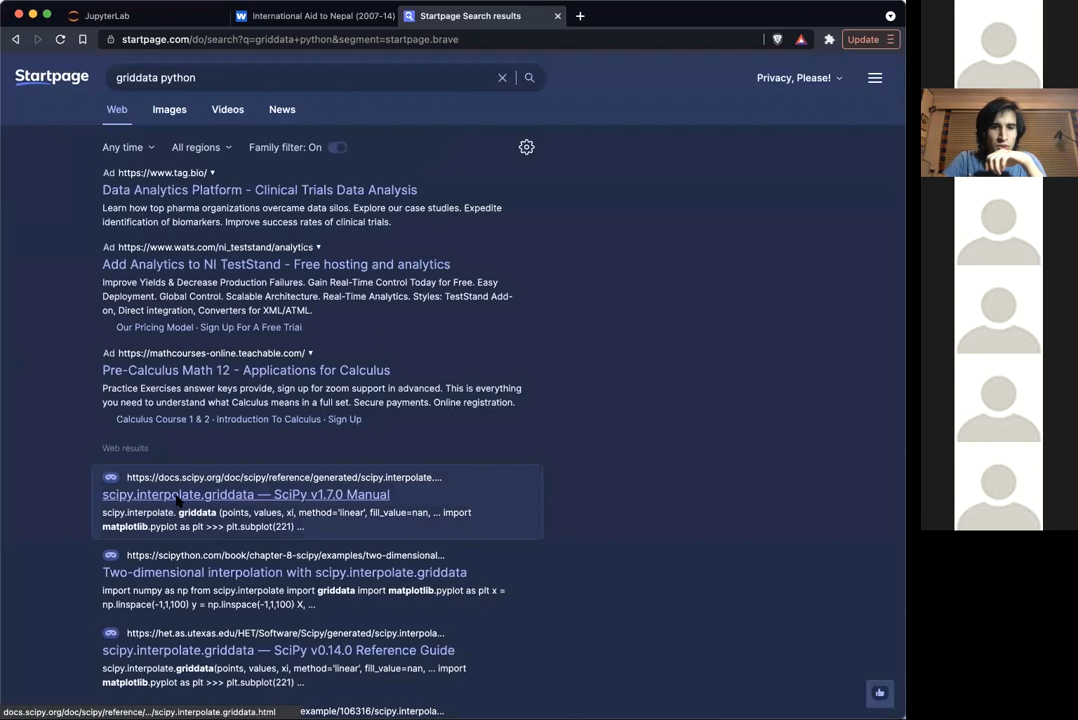 JupyterLab
International Aid to Nepal (2007-14)
Startpage Search results
startpage.com/do/search?q=griddata+python&segment=startpage.brave
Update
Startpage
griddata python
Privacy, Please!
Web
Images
Videos
News
Any time
All regions
Family filter: On
Ad https://www.tag.bio/
Data Analytics Platform - Clinical Trials Data Analysis
Learn how top pharma organizations overcame data silos. Explore our case studies. Expedite
identification of biomarkers. Improve success rates of clinical trials.
Ad https://www.wats.com/ni_teststand/analytics
Add Analytics to NI TestStand - Free hosting and analytics
Improve Yields & Decrease Production Failures. Gain Real-Time Control Today for Free. Easy
Deployment. Global Control. Scalable Architecture. Real-Time Analytics. Styles: TestStand Add-
on, Direct integration, Converters for XML/ATML.
Our Pricing Model · Sign Up For A Free Trial
Ad https://mathcourses-online.teachable.com/
Pre-Calculus Math 12 - Applications for Calculus
Practice Exercises answer keys provide, sign up for zoom support in advanced. This is everything
you need to understand what Calculus means in a full set. Secure payments. Online registration.
Calculus Course 1 & 2 · Introduction To Calculus · Sign Up
Web results
https://docs.scipy.org/doc/scipy/reference/generated/scipy.interpolate....
scipy.interpolate.griddata — SciPy v1.7.0 Manual
scipy.interpolate. griddata (points, values, xi, method='linear', fill_value=nan, ... import
matplotlib.pyplot as plt >>> plt.subplot(221) ...
https://scipython.com/book/chapter-8-scipy/examples/two-dimensional...
Two-dimensional interpolation with scipy.interpolate.griddata
import numpy as np from scipy.interpolate import griddata import matplotlib.pyplot as plt x =
np.linspace(-1,1,100) y = np.linspace(-1,1,100) X, ...
https://het.as.utexas.edu/HET/Software/Scipy/generated/scipy.interpola...
scipy.interpolate.griddata — SciPy v0.14.0 Reference Guide
scipy.interpolate.griddata(points, values, xi, method='linear', fill_value=nan, ... import
matplotlib.pyplot as plt >>> plt.subplot(221) ...
docs.scipy.org/doc/scipy/reference/.../scipy.interpolate.griddata.html
example/106316/scipy.interpola...